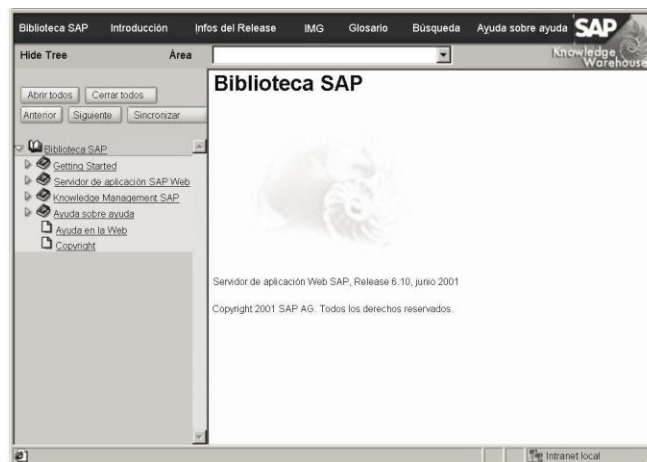 Biblioteca SAP Introducción Infos del Release IMG Glosario Búsqueda Ayuda sobre ayuda SAP
Hide Tree Área Knowledge Warehouse
Biblioteca SAP
Abrir todos Cerrar todos
Anterior Siguiente Sincronizar
Biblioteca SAP
Getting Started
Servidor de aplicación SAP Web
Knowledge Management SAP
Ayuda sobre ayuda
Ayuda en la Web
Copyright
Servidor de aplicación Web SAP, Release 6.10, junio 2001
Copyright 2001 SAP AG. Todos los derechos reservados.
Intranet local